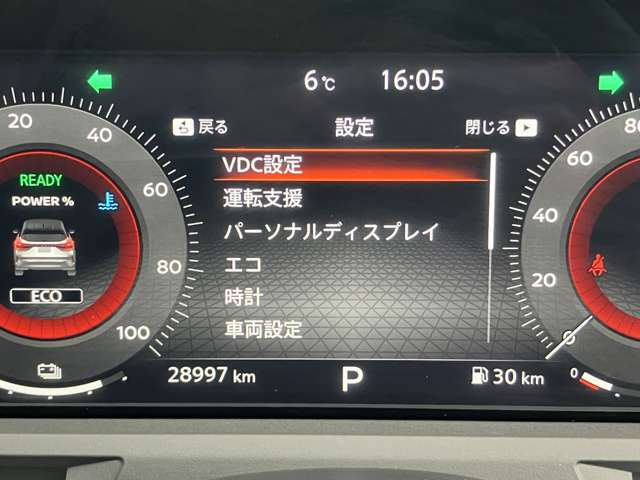 6℃ 16:05
戻る 設定 閉じる
VDC設定
運転支援
パーソナルディスプレイ
エコ
時計
車両設定
READY
POWER %
ECO
20
40
60
80
100
80
60
40
20
0
28997 km P 30 km
0